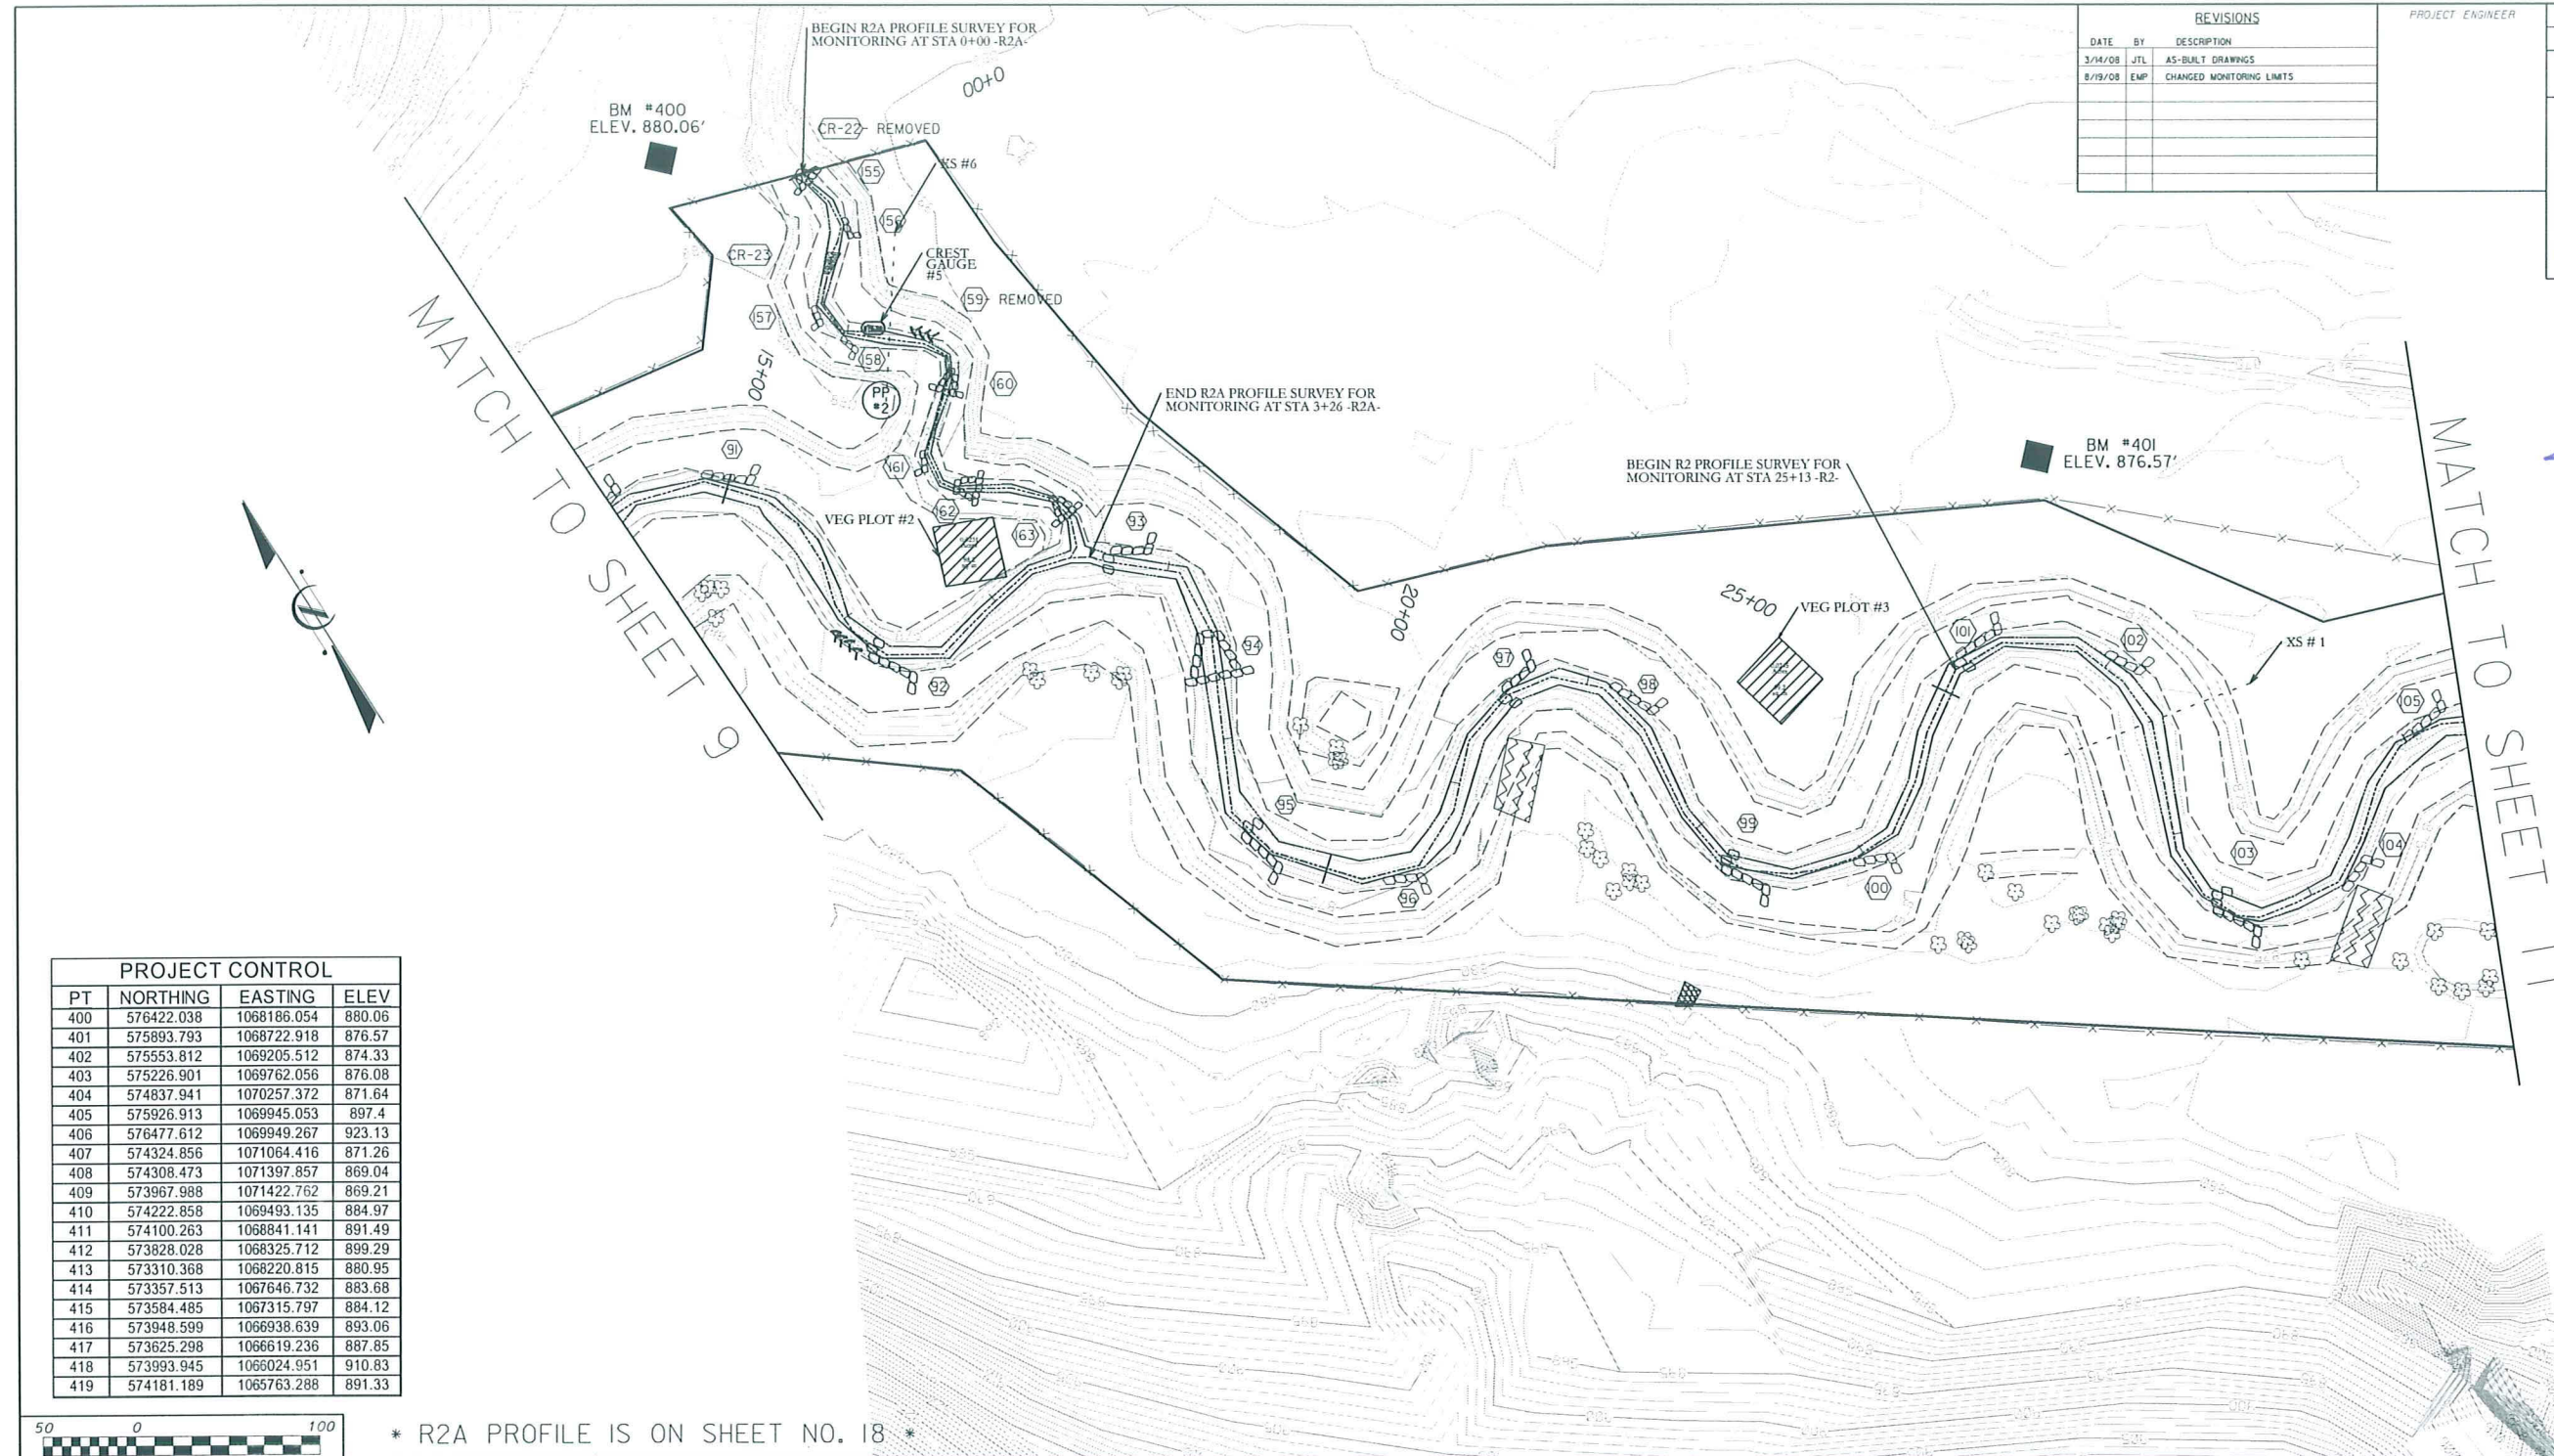 BEGIN R2A PROFILE SURVEY FOR
MONITORING AT STA 0+00 -R2A-
0+00
REVISIONS
DATE BY DESCRIPTION
3/14/08 JTL AS-BUILT DRAWINGS
8/19/08 EMP CHANGED MONITORING LIMITS
PROJECT ENGINEER
BM #400
ELEV. 880.06'
CR-22 - REMOVED
XS #6
155
156
CR-23
CREST
GAUGE
#5
159 - REMOVED
157
158
15+00
160
PP
#2
END R2A PROFILE SURVEY FOR
MONITORING AT STA 3+26 -R2A-
MATCH TO SHEET 9
91
161
162
VEG PLOT #2
163
93
92
94
95
96
20+00
97
98
BEGIN R2 PROFILE SURVEY FOR
MONITORING AT STA 25+13 -R2-
BM #401
ELEV. 876.57'
25+00
VEG PLOT #3
99
100
101
102
XS # 1
103
104
105
MATCH TO SHEET 11
PROJECT CONTROL
PT NORTHING EASTING ELEV
400 576422.038 1068186.054 880.06
401 575893.793 1068722.918 876.57
402 575553.812 1069205.512 874.33
403 575226.901 1069762.056 876.08
404 574837.941 1070257.372 871.64
405 575926.913 1069945.053 897.4
406 576477.612 1069949.267 923.13
407 574324.856 1071064.416 871.26
408 574308.473 1071397.857 869.04
409 573967.988 1071422.762 869.21
410 574222.858 1069493.135 884.97
411 574100.263 1068841.141 891.49
412 573828.028 1068325.712 899.29
413 573310.368 1068220.815 880.95
414 573357.513 1067646.732 883.68
415 573584.485 1067315.797 884.12
416 573948.599 1066938.639 893.06
417 573625.298 1066619.236 887.85
418 573993.945 1066024.951 910.83
419 574181.189 1065763.288 891.33
50 0 100
* R2A PROFILE IS ON SHEET NO. 18 *